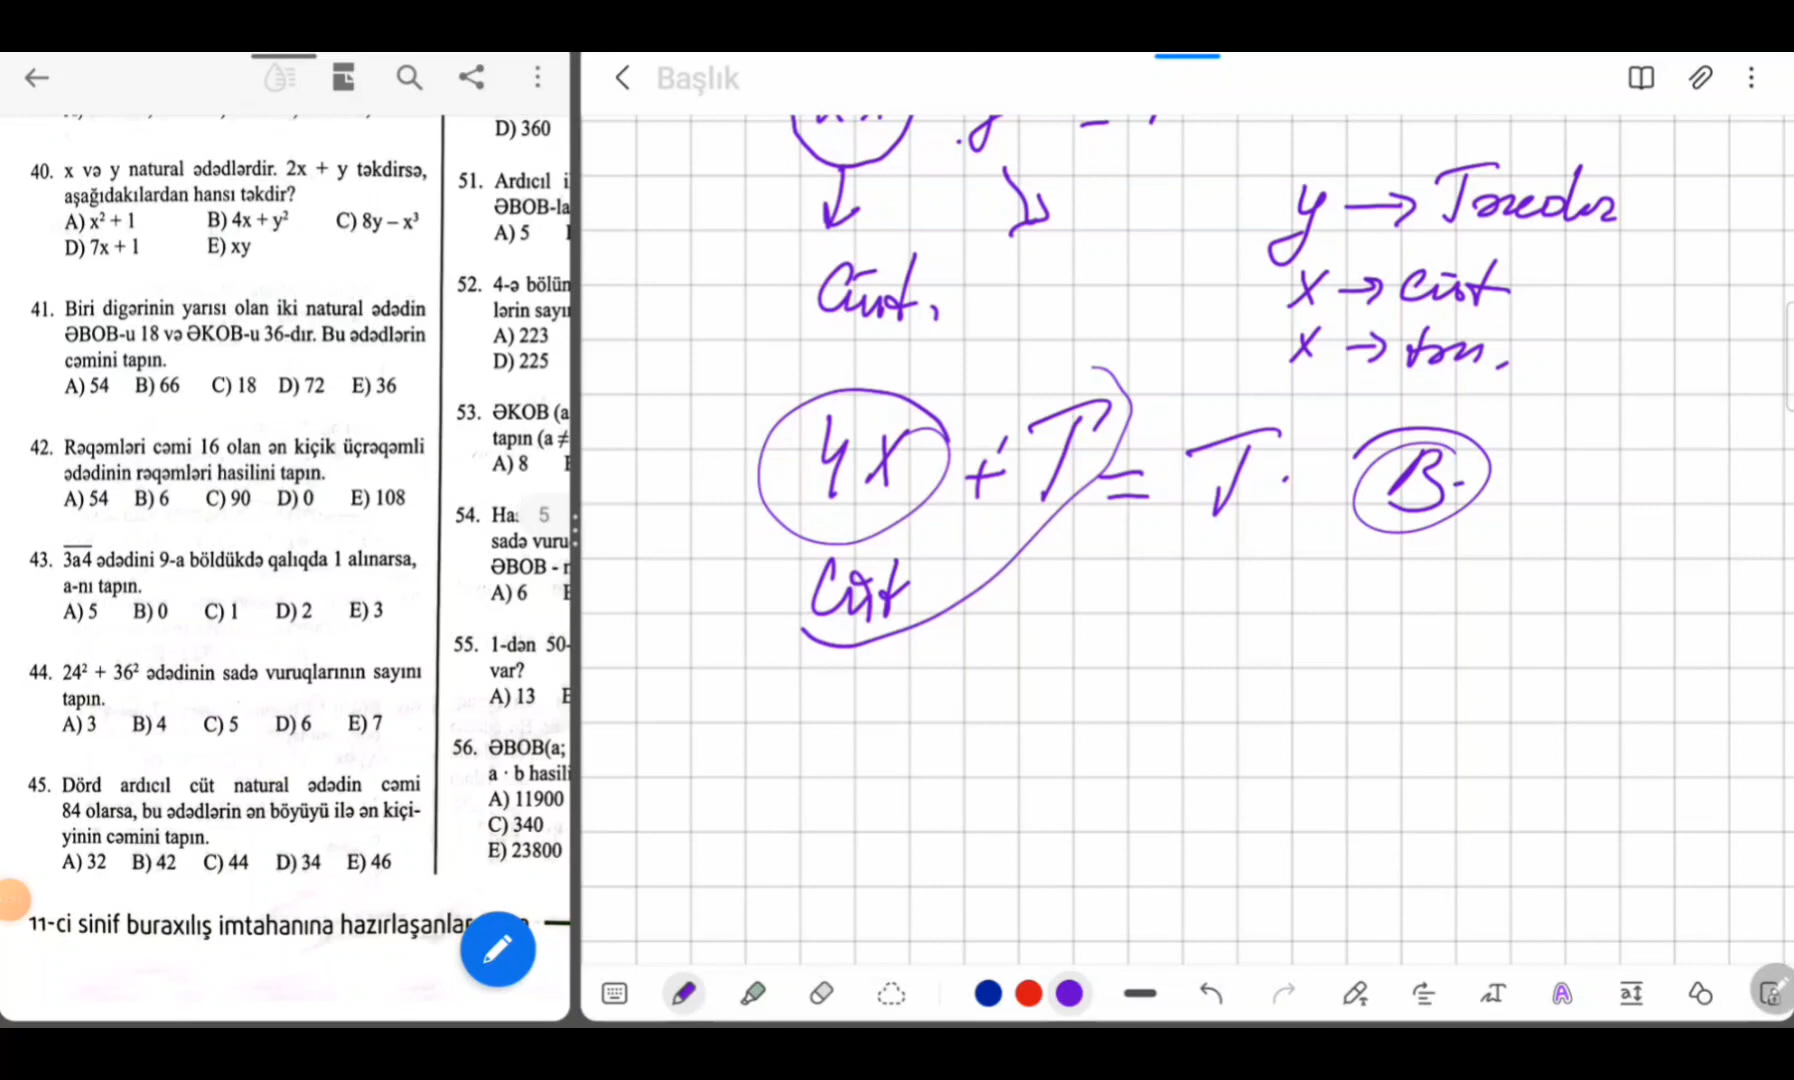 Başlık
40. x və y natural ədədlərdir. 2x + y təkdirsə,
aşağıdakılardan hansı təkdir?
A) x² + 1 B) 4x + y² C) 8y – x³
D) 7x + 1 E) xy
41. Biri digərinin yarısı olan iki natural ədədin
ƏBOB-u 18 və ƏKOB-u 36-dır. Bu ədədlərin
cəmini tapın.
A) 54 B) 66 C) 18 D) 72 E) 36
42. Rəqəmləri cəmi 16 olan ən kiçik üçrəqəmli
ədədinin rəqəmləri hasilini tapın.
A) 54 B) 6 C) 90 D) 0 E) 108
43. 3a4 ədədini 9-a böldükdə qalıqda 1 alınarsa,
a-nı tapın.
A) 5 B) 0 C) 1 D) 2 E) 3
44. 24² + 36² ədədinin sadə vuruqlarının sayını
tapın.
A) 3 B) 4 C) 5 D) 6 E) 7
45. Dörd ardıcıl cüt natural ədədin cəmi
84 olarsa, bu ədədlərin ən böyüyü ilə ən kiçi-
yinin cəmini tapın.
A) 32 B) 42 C) 44 D) 34 E) 46
11-ci sinif buraxılış imtahanına hazırlaşanlar
D) 360
51. Ardıcıl i
ƏBOB-la
A) 5
52. 4-ə bölün
lərin sayı
A) 223
D) 225
53. ƏKOB (a
tapın (a ≠
A) 8
54. Ha 5
sadə vuru
ƏBOB - 
A) 6
55. 1-dən 50-
var?
A) 13
56. ƏBOB(a;
a · b hasili
A) 11900
C) 340
E) 23800
y →
x → cüt
x →
Cüt,
4x + T = T. B.
Cüt